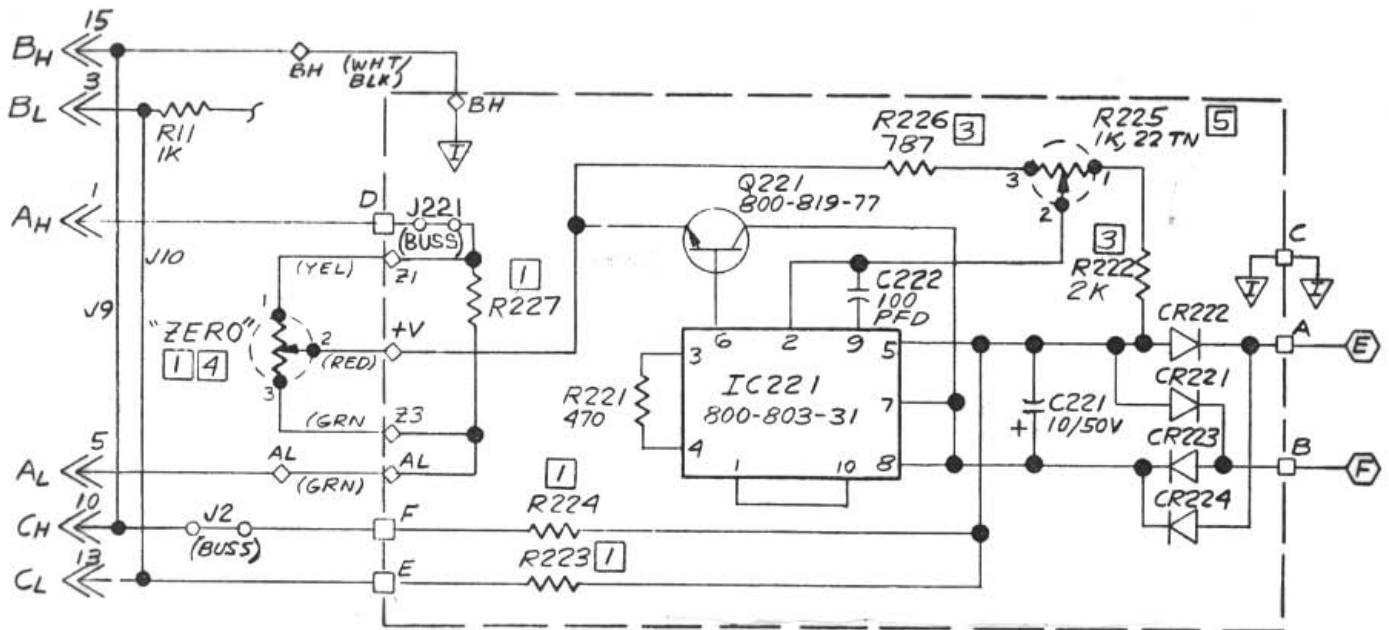 15
BH
BH
(WHT/
BLK)
3
BL
BH
R11
1K
I
R226 3
787
R225 5
1K, 22 TN
3
1
2
Q221
800-819-77
1
AH
D
J221
(BUSS)
J10
(YEL)
Z1
1
R227
C222
100
PFD
3
R222
2K
C
I
I
J9
1
"ZERO"
1 4
2
(RED)
3
+V
6
2
9
5
3
IC221
800-803-31
7
4
1
10
8
R221
470
C221
+ 10/50V
CR222
CR221
CR223
CR224
A
E
B
F
(GRN
Z3
5
AL
AL
(GRN)
AL
10
CH
J2
(BUSS)
F
1
R224
13
CL
E
R223 1